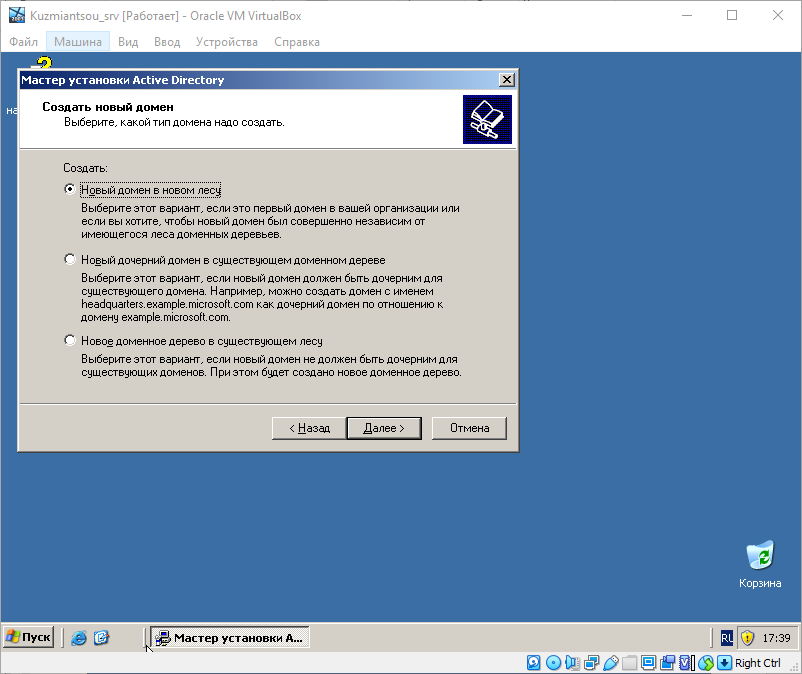 Kuzmiantsou_srv [Работает] - Oracle VM VirtualBox
Файл Машина Вид Ввод Устройства Справка
на
Мастер установки Active Directory
Создать новый домен
Выберите, какой тип домена надо создать.
Создать:
Новый домен в новом лесу
Выберите этот вариант, если это первый домен в вашей организации или
если вы хотите, чтобы новый домен был совершенно независим от
имеющегося леса доменных деревьев.
Новый дочерний домен в существующем доменном дереве
Выберите этот вариант, если новый домен должен быть дочерним для
существующего домена. Например, можно создать домен с именем
headquarters.example.microsoft.com как дочерний домен по отношению к
домену example.microsoft.com.
Новое доменное дерево в существующем лесу
Выберите этот вариант, если новый домен не должен быть дочерним для
существующих доменов. При этом будет создано новое доменное дерево.
< Назад Далее > Отмена
Корзина
Пуск Мастер установки A... RU 17:39
Right Ctrl